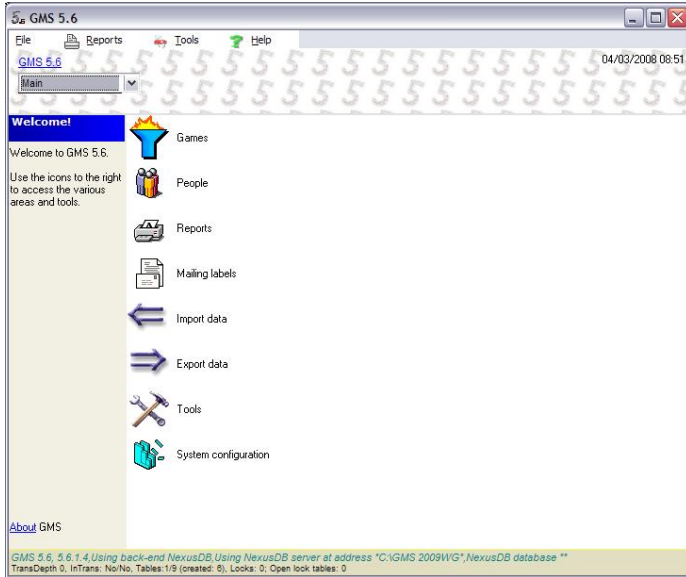 5.6 GMS 5.6
File Reports Tools Help
GMS 5.6
04/03/2008 08:51
Main
Welcome!
Welcome to GMS 5.6.
Use the icons to the right
to access the various
areas and tools.
Games
People
Reports
Mailing labels
Import data
Export data
Tools
System configuration
About GMS
GMS 5.6, 5.6.1.4,Using back-end NexusDB,Using NexusDB server at address "C:\GMS 2009\WG",NexusDB database ""
TransDepth 0, InTrans: No/No, Tables:1/9 (created: 6), Locks: 0; Open lock tables: 0